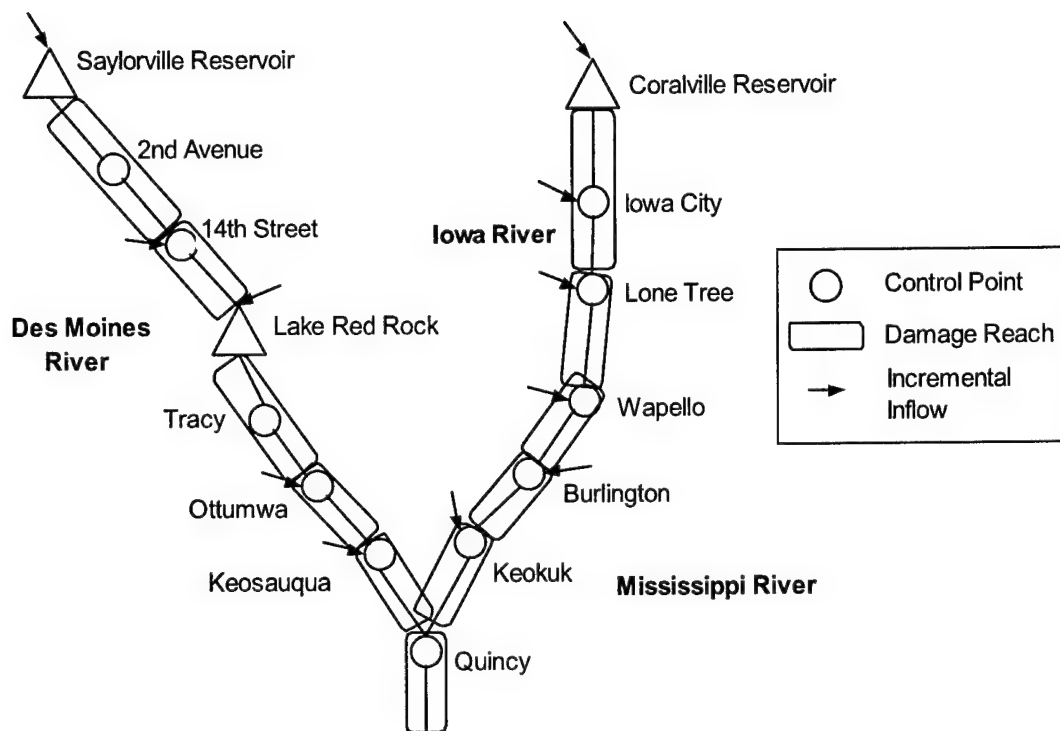 Saylorville Reservoir
Coralville Reservoir
2nd Avenue
Iowa City
14th Street
Iowa River
Lone Tree
Control Point
Damage Reach
Incremental
Inflow
Des Moines
River
Lake Red Rock
Wapello
Tracy
Burlington
Ottumwa
Keokuk
Keosauqua
Mississippi River
Quincy